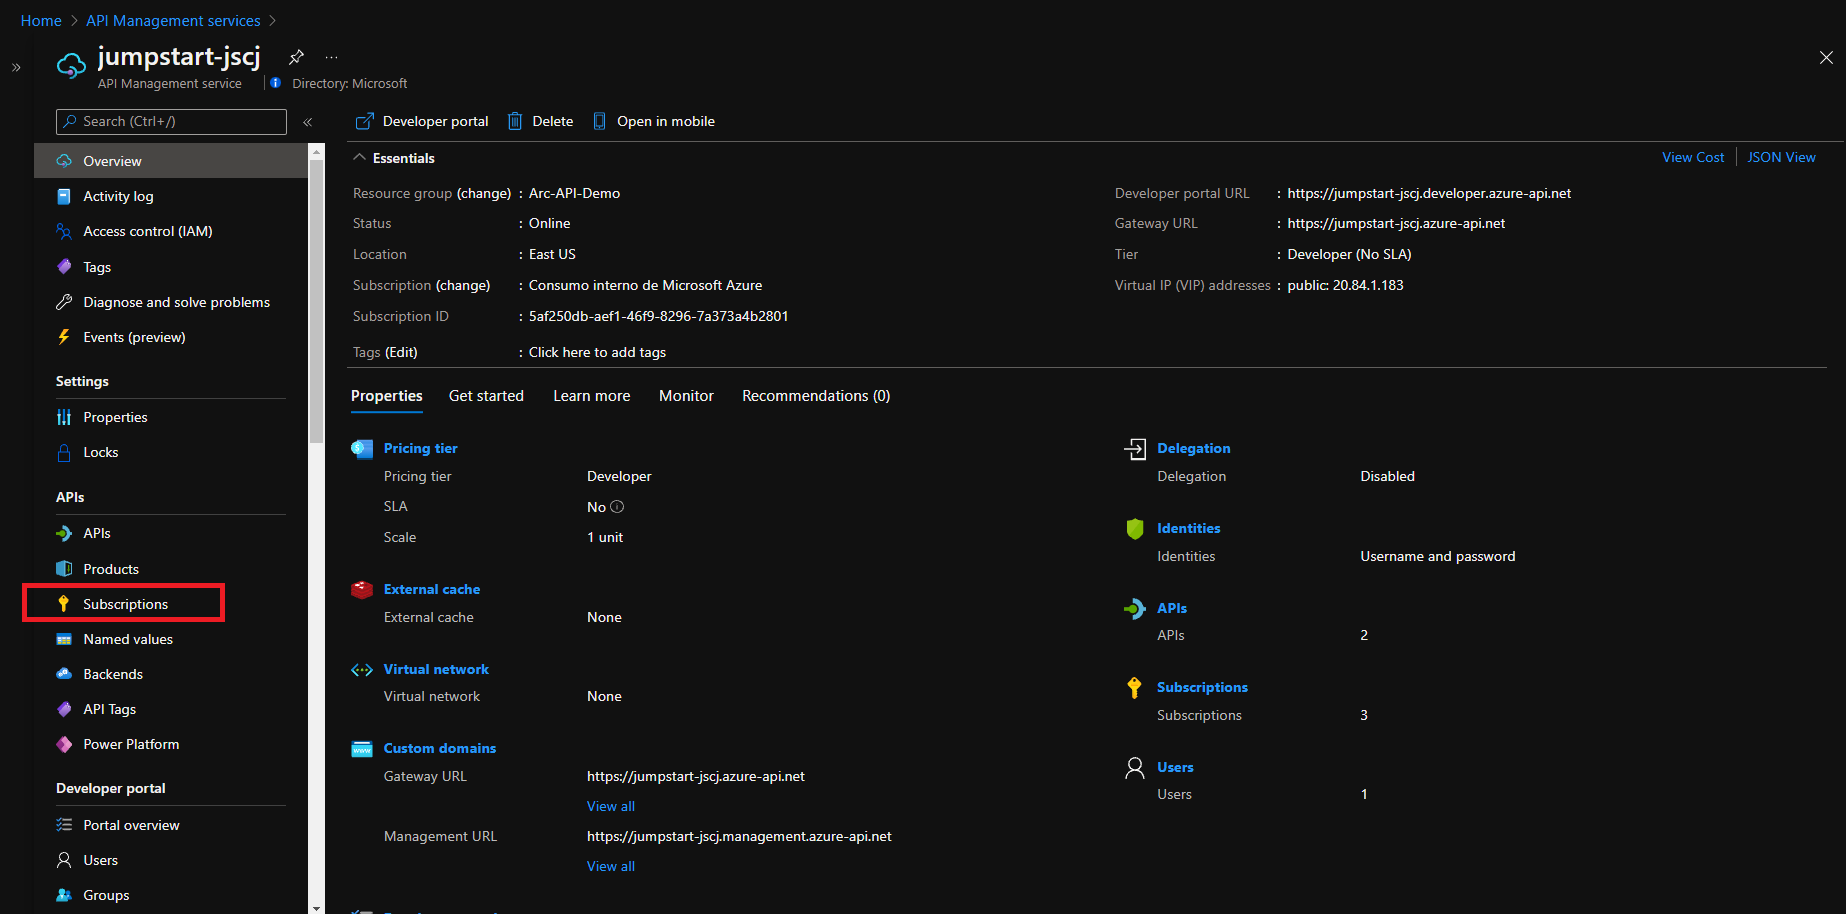 Home > API Management services >
jumpstart-jscj ...
API Management service | Directory: Microsoft
Search (Ctrl+/)
Overview
Activity log
Access control (IAM)
Tags
Diagnose and solve problems
Events (preview)
Settings
Properties
Locks
APIs
APIs
Products
Subscriptions
Named values
Backends
API Tags
Power Platform
Developer portal
Portal overview
Users
Groups
Developer portal Delete Open in mobile
Essentials
View Cost | JSON View
Resource group (change) : Arc-API-Demo
Status : Online
Location : East US
Subscription (change) : Consumo interno de Microsoft Azure
Subscription ID : 5af250db-aef1-46f9-8296-7a373a4b2801
Tags (Edit) : Click here to add tags
Developer portal URL : https://jumpstart-jscj.developer.azure-api.net
Gateway URL : https://jumpstart-jscj.azure-api.net
Tier : Developer (No SLA)
Virtual IP (VIP) addresses : public: 20.84.1.183
Properties Get started Learn more Monitor Recommendations (0)
Pricing tier
Pricing tier Developer
SLA No
Scale 1 unit
External cache
External cache None
Virtual network
Virtual network None
Custom domains
Gateway URL https://jumpstart-jscj.azure-api.net
View all
Management URL https://jumpstart-jscj.management.azure-api.net
View all
Delegation
Delegation Disabled
Identities
Identities Username and password
APIs
APIs 2
Subscriptions
Subscriptions 3
Users
Users 1